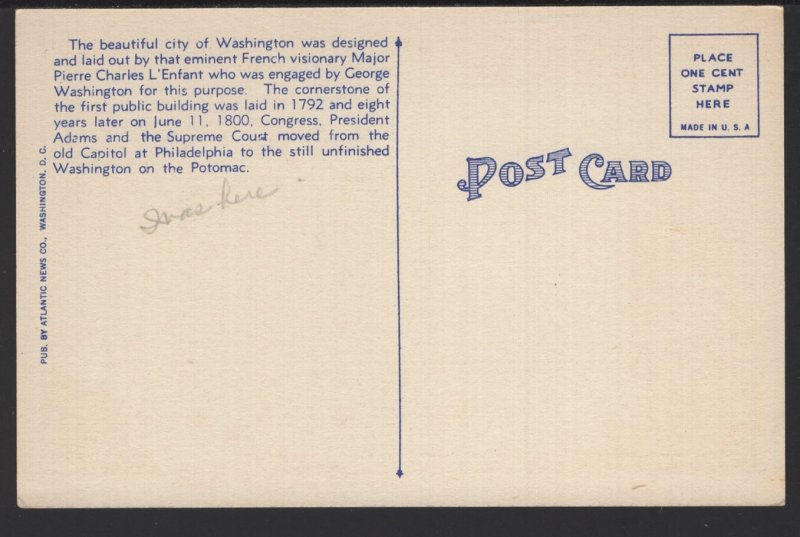 The beautiful city of Washington was designed
and laid out by that eminent French visionary Major
Pierre Charles L'Enfant who was engaged by George
Washington for this purpose. The cornerstone of
the first public building was laid in 1792 and eight
years later on June 11, 1800, Congress, President
Adams and the Supreme Court moved from the
old Capitol at Philadelphia to the still unfinished
Washington on the Potomac.
I was here
PUB. BY ATLANTIC NEWS CO., WASHINGTON, D. C.
POST CARD
PLACE
ONE CENT
STAMP
HERE
MADE IN U. S. A